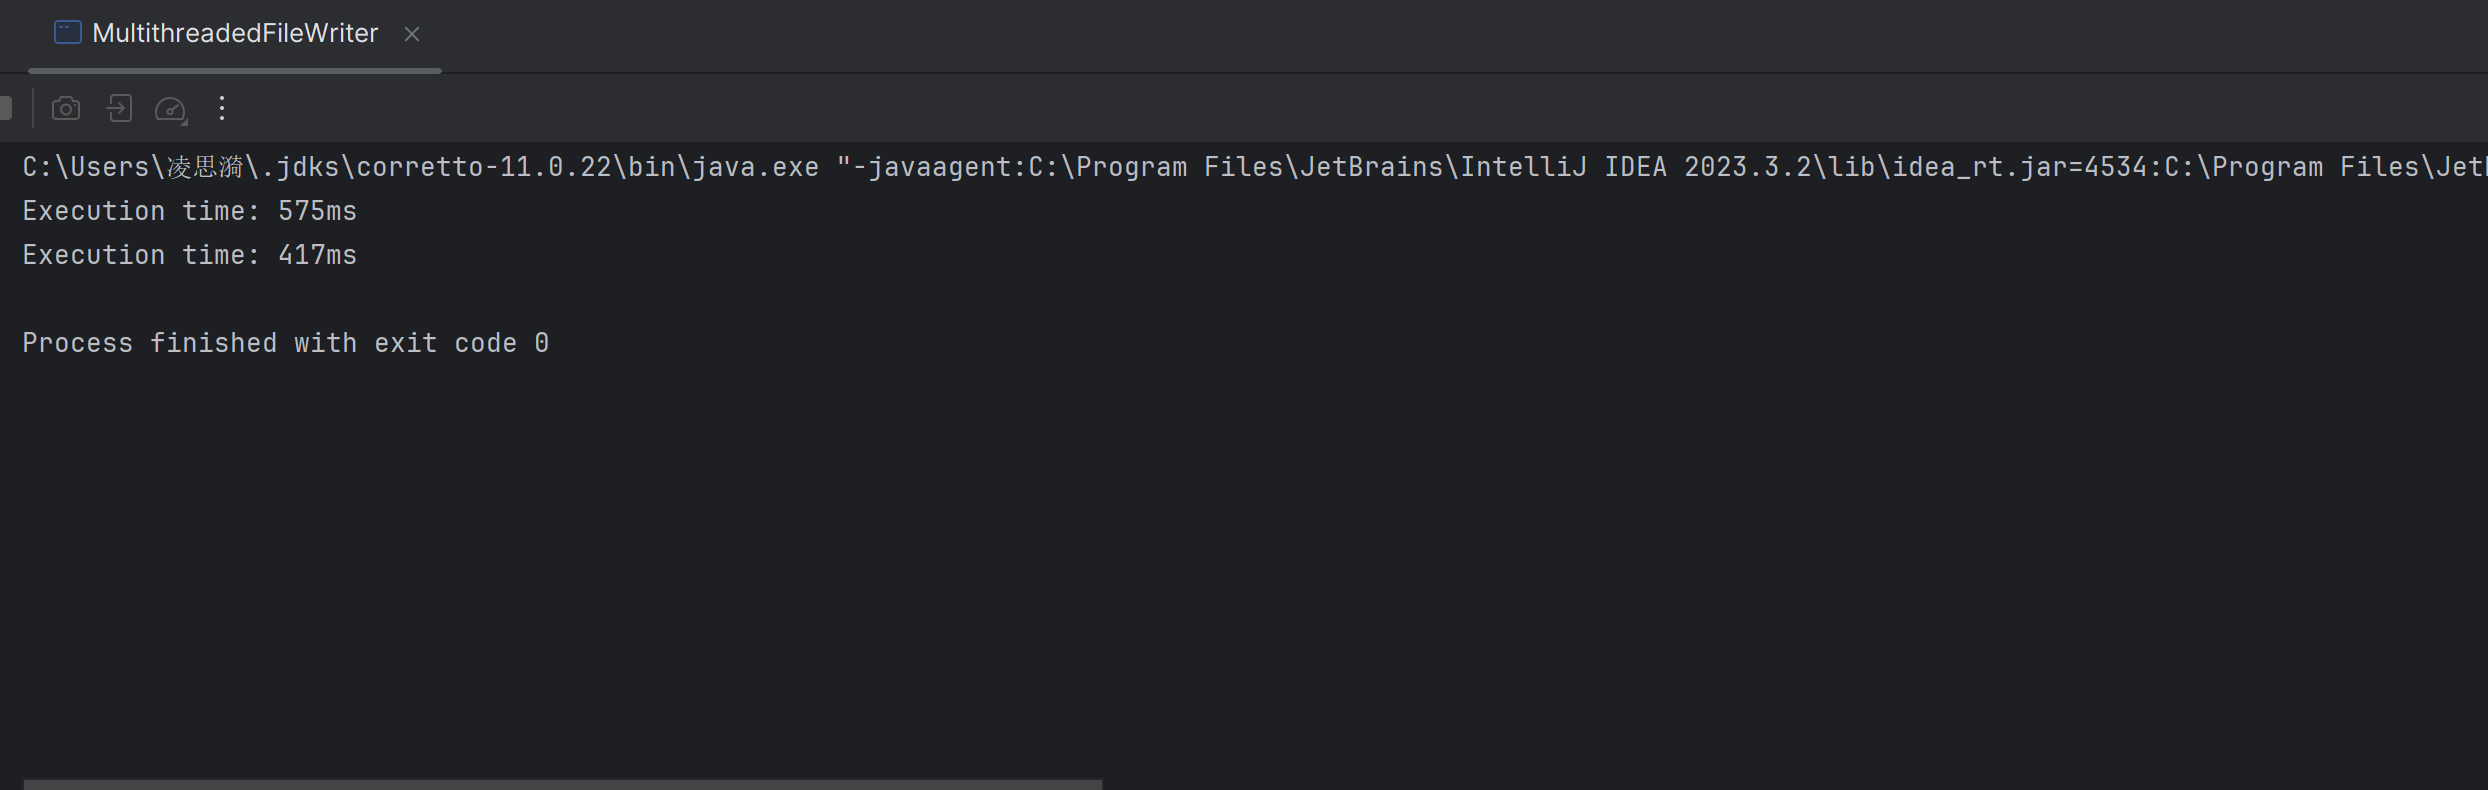 MultithreadedFileWriter
C:\Users\凌思漪\.jdks\corretto-11.0.22\bin\java.exe "-javaagent:C:\Program Files\JetBrains\IntelliJ IDEA 2023.3.2\lib\idea_rt.jar=4534:C:\Program Files\Jet
Execution time: 575ms
Execution time: 417ms
Process finished with exit code 0